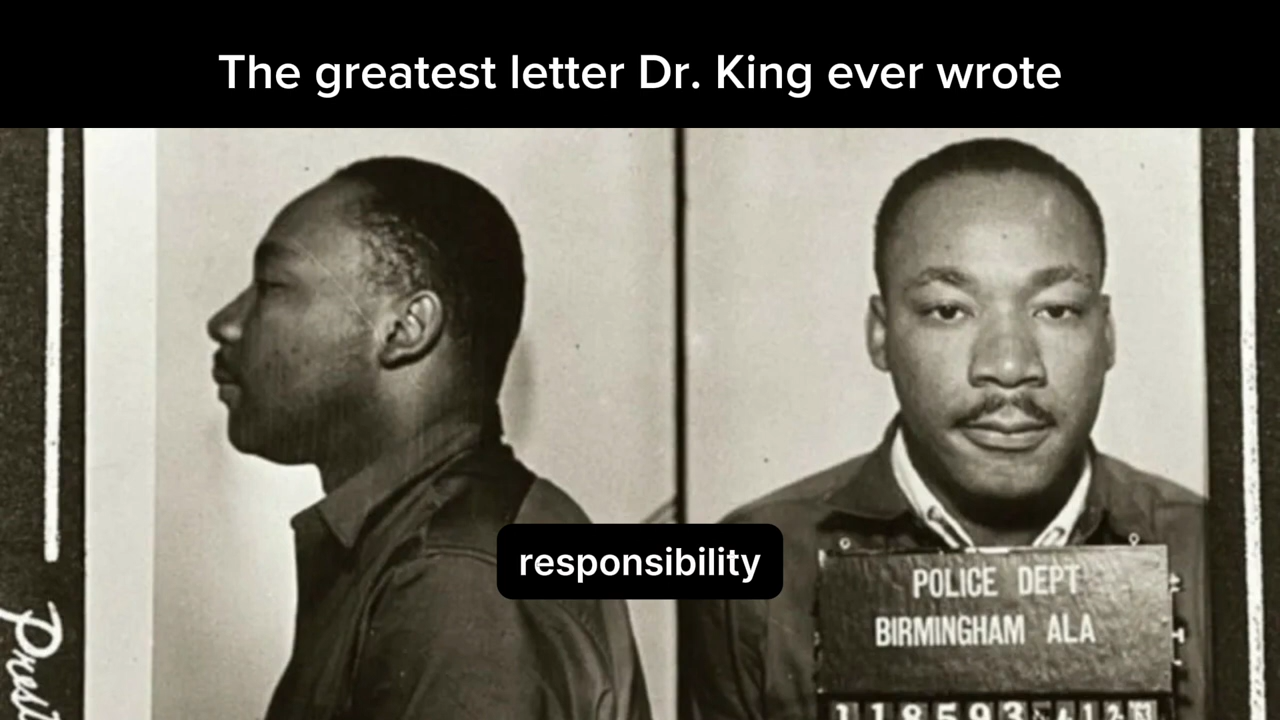 The greatest letter Dr. King ever wrote
responsibility
POLICE DEPT
BIRMINGHAM ALA